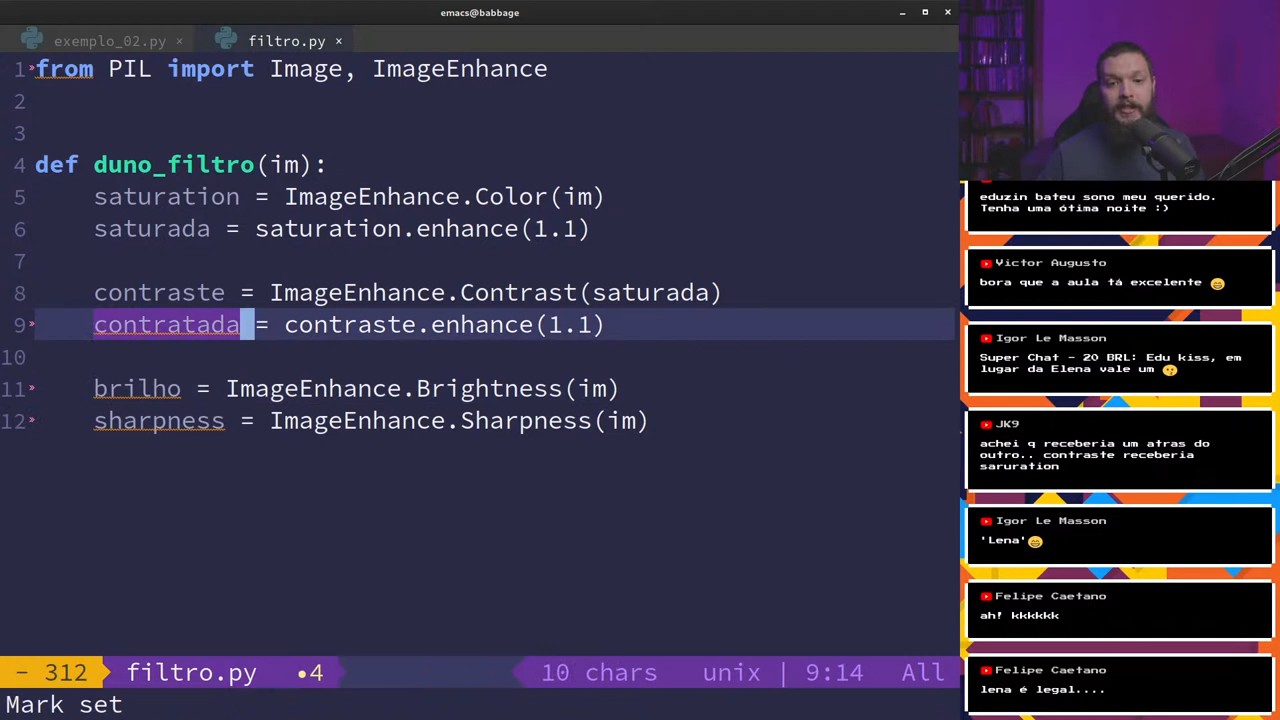 emacs@babbage
exemplo_02.py ×
filtro.py ×
1 from PIL import Image, ImageEnhance
2
3
4 def duno_filtro(im):
5 saturation = ImageEnhance.Color(im)
6 saturada = saturation.enhance(1.1)
7
8 contraste = ImageEnhance.Contrast(saturada)
9 contratada = contraste.enhance(1.1)
10
11 brilho = ImageEnhance.Brightness(im)
12 sharpness = ImageEnhance.Sharpness(im)
- 312 filtro.py •4 10 chars unix | 9:14 All
Mark set
eduzin bateu sono meu querido.
Tenha uma ótima noite :)
Victor Augusto
bora que a aula tá excelente
Igor Le Masson
Super Chat - 20 BRL: Edu kiss, em
lugar da Elena vale um
JK9
achei q receberia um atras do
outro.. contraste receberia
saruration
Igor Le Masson
'Lena'
Felipe Caetano
ah! kkkkkk
Felipe Caetano
lena é legal....